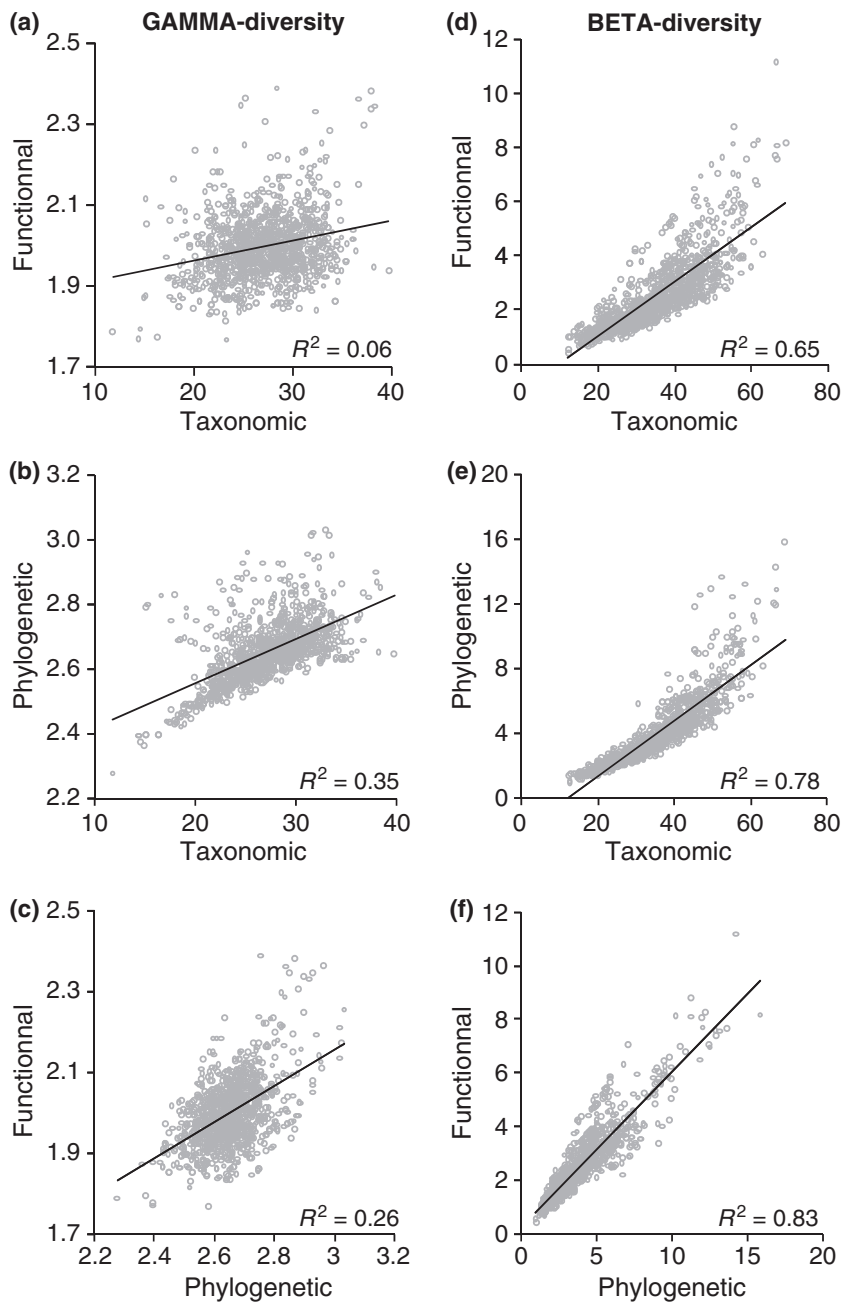 (a) GAMMA-diversity
2.5
2.3
2.1
1.9
1.7
Functionnal
R² = 0.06
10 20 30 40
Taxonomic
(d) BETA-diversity
12
10
8
6
4
2
0
Functionnal
R² = 0.65
0 20 40 60 80
Taxonomic
(b)
3.2
3.0
2.8
2.6
2.4
2.2
Phylogenetic
R² = 0.35
10 20 30 40
Taxonomic
(e)
20
16
12
8
4
0
Phylogenetic
R² = 0.78
0 20 40 60 80
Taxonomic
(c)
2.5
2.3
2.1
1.9
1.7
Functionnal
R² = 0.26
2.2 2.4 2.6 2.8 3 3.2
Phylogenetic
(f)
12
10
8
6
4
2
0
Functionnal
R² = 0.83
0 5 10 15 20
Phylogenetic